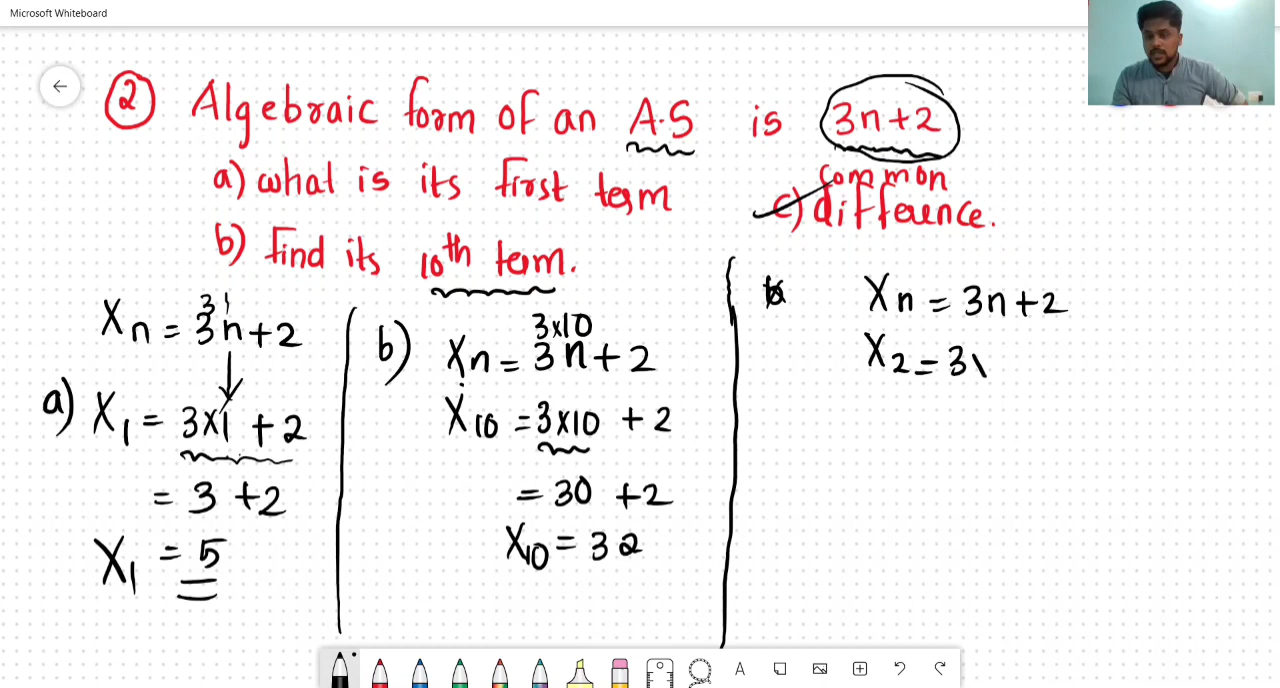 Microsoft Whiteboard
② Algebraic form of an A.S is 3n+2
a) what is its first term
b) find its 10th term.
common
c) difference.
31
Xn = 3n+2
a) X1 = 3x1 +2
= 3 +2
X1 = 5
3x10
b) Xn = 3n+2
X10 = 3x10 + 2
= 30 +2
X10 = 32
Xn = 3n+2
X2 = 3\
A